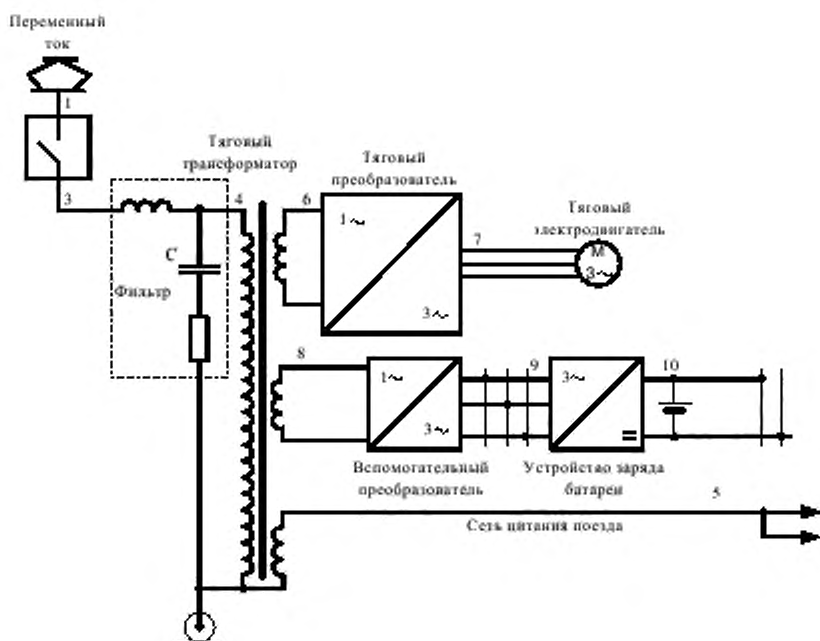 Переменный
ток
1
3
Тяговый
трансформатор
4
6
Тяговый
преобразователь
1~
3~
7
Тяговый
электродвигатель
М
3~
C
Фильтр
8
1~
3~
9
3~
=
10
Вспомогательный
преобразователь
Устройство заряда
батареи
5
Сеть питания поезда